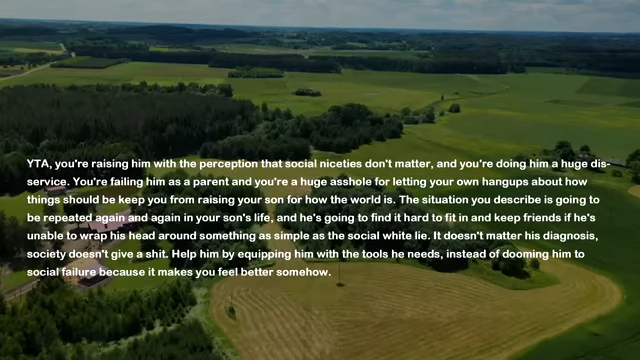 YTA, you're raising him with the perception that social niceties don't matter, and you're doing him a huge dis-
service. You're failing him as a parent and you're a huge asshole for letting your own hangups about how
things should be keep you from raising your son for how the world is. The situation you describe is going to
be repeated again and again in your son's life, and he's going to find it hard to fit in and keep friends if he's
unable to wrap his head around something as simple as the social white lie. It doesn't matter his diagnosis,
society doesn't give a shit. Help him by equipping him with the tools he needs, instead of dooming him to
social failure because it makes you feel better somehow.